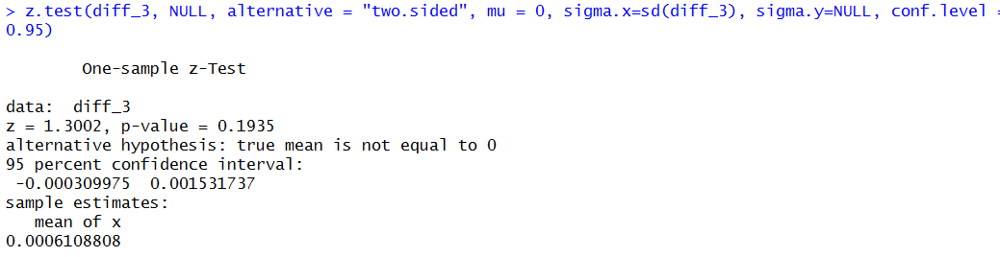 > z.test(diff_3, NULL, alternative = "two.sided", mu = 0, sigma.x=sd(diff_3), sigma.y=NULL, conf.level =
0.95)
One-sample z-Test
data:  diff_3
z = 1.3002, p-value = 0.1935
alternative hypothesis: true mean is not equal to 0
95 percent confidence interval:
-0.000309975  0.001531737
sample estimates:
mean of x
0.0006108808